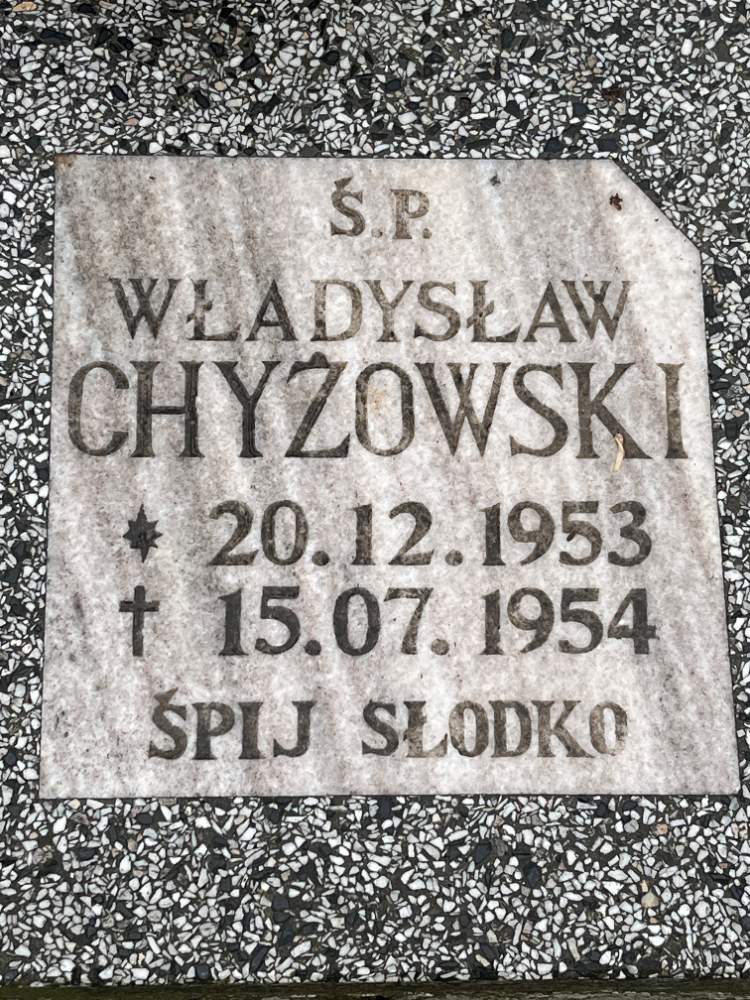 Ś.P.
WŁADYSŁAW
CHYŻOWSKI
* 20.12.1953
† 15.07.1954
ŚPIJ SŁODKO